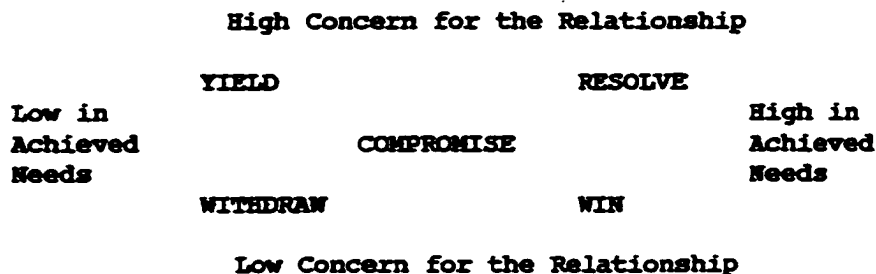 High Concern for the Relationship
YIELD RESOLVE
Low in High in
Achieved COMPROMISE Achieved
Needs Needs
WITHDRAW WIN
Low Concern for the Relationship